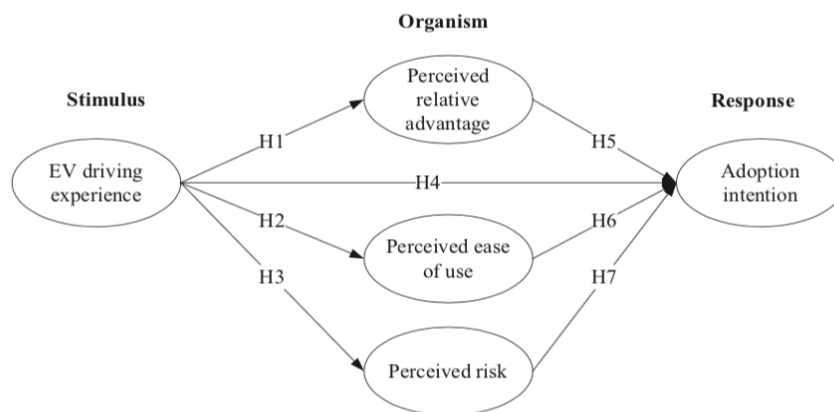 Organism
Stimulus
Response
Perceived
relative
advantage
H1
H5
EV driving
experience
H4
Adoption
intention
H2
H6
Perceived ease
of use
H3
H7
Perceived risk